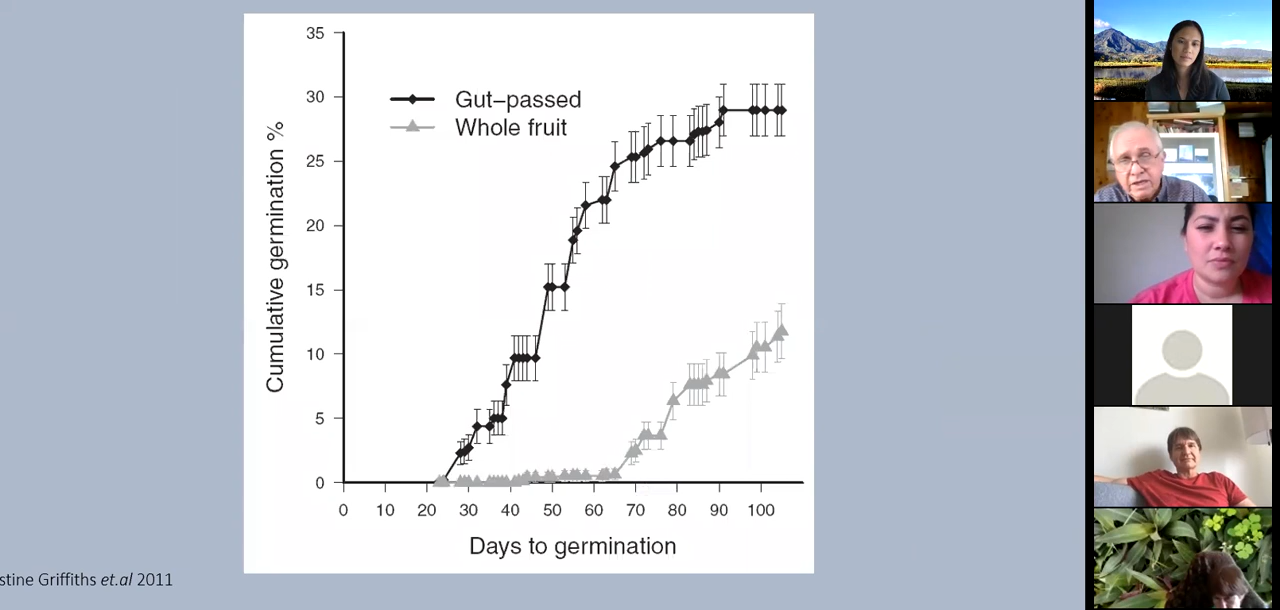 35
30
25
20
15
10
5
0
Cumulative germination %
Gut–passed
Whole fruit
0 10 20 30 40 50 60 70 80 90 100
Days to germination
stine Griffiths et.al 2011